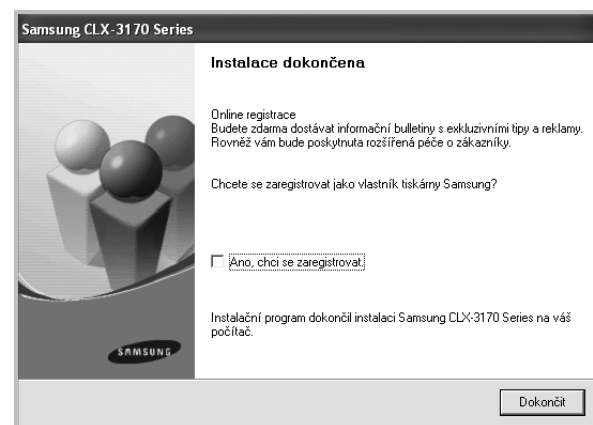 Samsung CLX-3170 Series
Instalace dokončena
Online registrace
Budete zdarma dostávat informační bulletiny s exkluzivními tipy a reklamy.
Rovněž vám bude poskytnuta rozšířená péče o zákazníky.
Chcete se zaregistrovat jako vlastník tiskárny Samsung?
Ano, chci se zaregistrovat.
Instalační program dokončil instalaci Samsung CLX-3170 Series na váš
počítač.
SAMSUNG
Dokončit